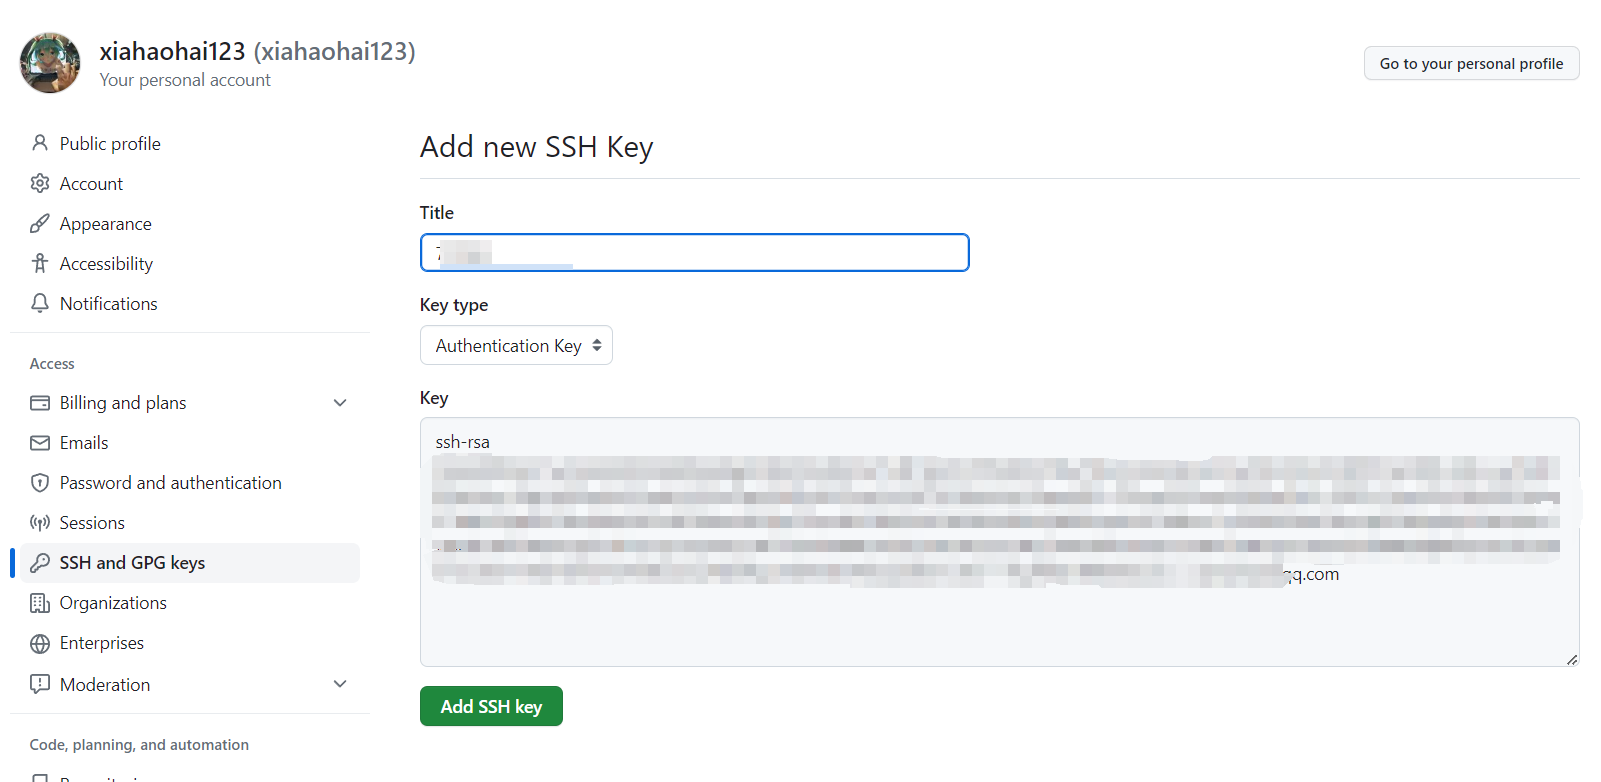 xiahaohai123 (xiahaohai123)
Your personal account
Go to your personal profile
Public profile
Account
Appearance
Accessibility
Notifications
Access
Billing and plans
Emails
Password and authentication
Sessions
SSH and GPG keys
Organizations
Enterprises
Moderation
Code, planning, and automation
Add new SSH Key
Title
Key type
Authentication Key
Key
ssh-rsa
qq.com
Add SSH key